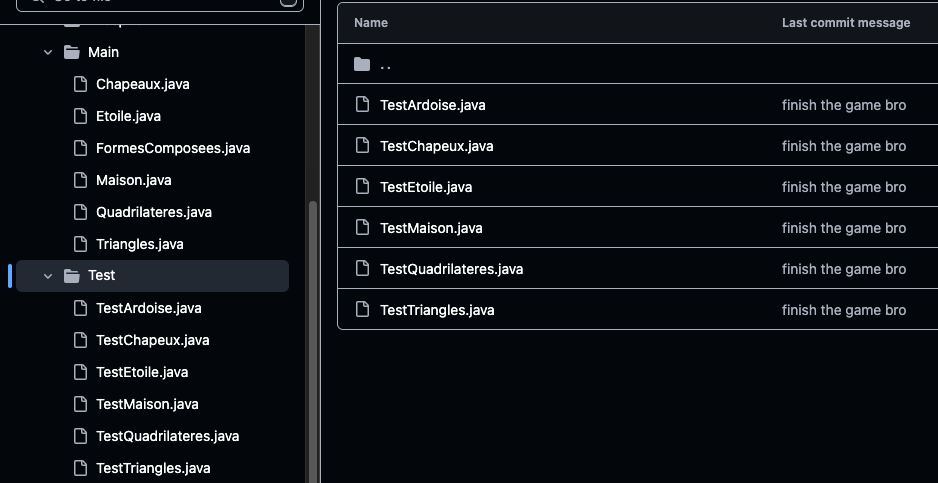 Main
Chapeaux.java
Etoile.java
FormesComposees.java
Maison.java
Quadrilateres.java
Triangles.java
Test
TestArdoise.java
TestChapeux.java
TestEtoile.java
TestMaison.java
TestQuadrilateres.java
TestTriangles.java
Name Last commit message
..
TestArdoise.java finish the game bro
TestChapeux.java finish the game bro
TestEtoile.java finish the game bro
TestMaison.java finish the game bro
TestQuadrilateres.java finish the game bro
TestTriangles.java finish the game bro